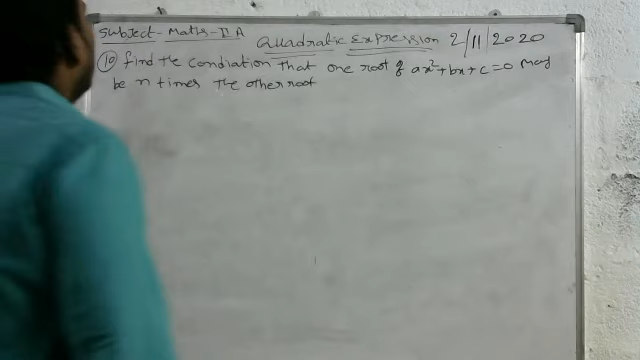 Subject- Maths-II A Quadratic Expression 2/11/2020
10 find the condiation that one root of ax²+bx+c=0 may
be n times the other root